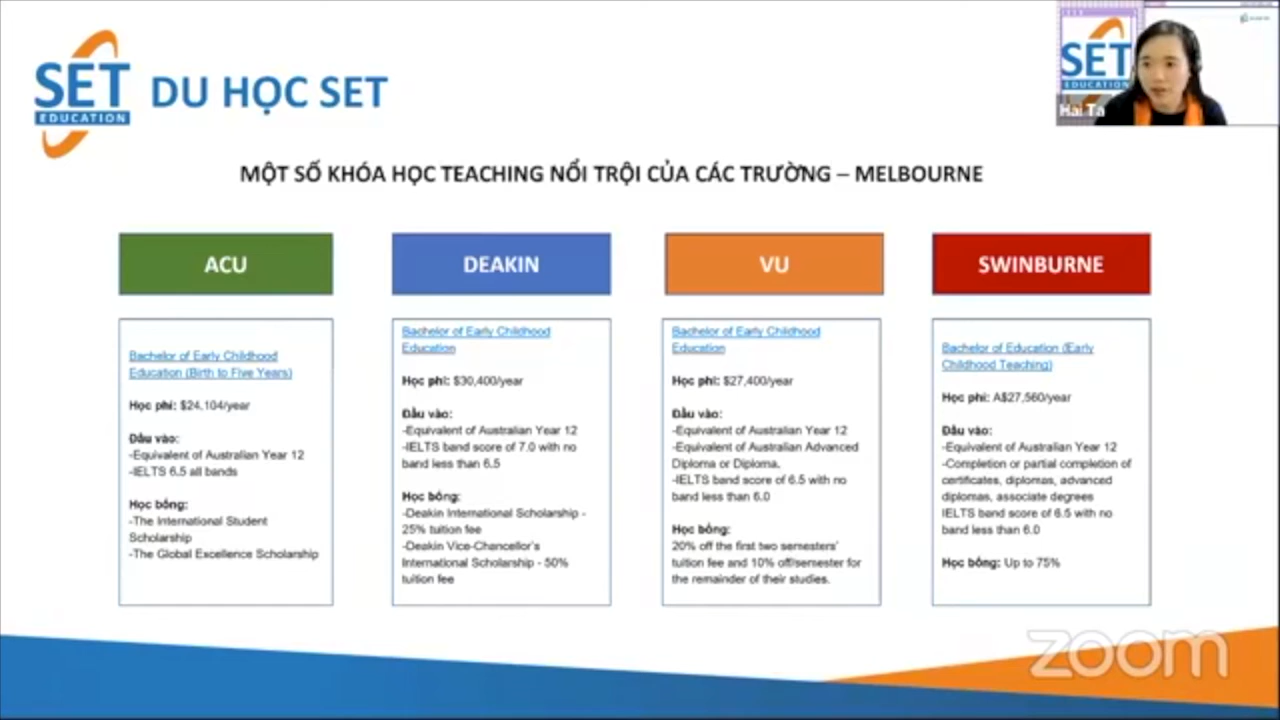 SET
EDUCATION
DU HỌC SET
SET
EDUCATION
Hai Ta
MỘT SỐ KHÓA HỌC TEACHING NỔI TRỘI CỦA CÁC TRƯỜNG – MELBOURNE
ACU
Bachelor of Early Childhood
Education (Birth to Five Years)
Học phí: $24,104/year
Đầu vào:
-Equivalent of Australian Year 12
-IELTS 6.5 all bands
Học bổng:
-The International Student
Scholarship
-The Global Excellence Scholarship
DEAKIN
Bachelor of Early Childhood
Education
Học phí: $30,400/year
Đầu vào:
-Equivalent of Australian Year 12
-IELTS band score of 7.0 with no
band less than 6.5
Học bổng:
-Deakin International Scholarship -
25% tuition fee
-Deakin Vice-Chancellor's
International Scholarship - 50%
tuition fee
VU
Bachelor of Early Childhood
Education
Học phí: $27,400/year
Đầu vào:
-Equivalent of Australian Year 12
-Equivalent of Australian Advanced
Diploma or Diploma.
-IELTS band score of 6.5 with no
band less than 6.0
Học bổng:
20% off the first two semesters'
tuition fee and 10% off/semester for
the remainder of their studies.
SWINBURNE
Bachelor of Education (Early
Childhood Teaching)
Học phí: A$27,560/year
Đầu vào:
-Equivalent of Australian Year 12
-Completion or partial completion of
certificates, diplomas, advanced
diplomas, associate degrees
IELTS band score of 6.5 with no
band less than 6.0
Học bổng: Up to 75%
zoom